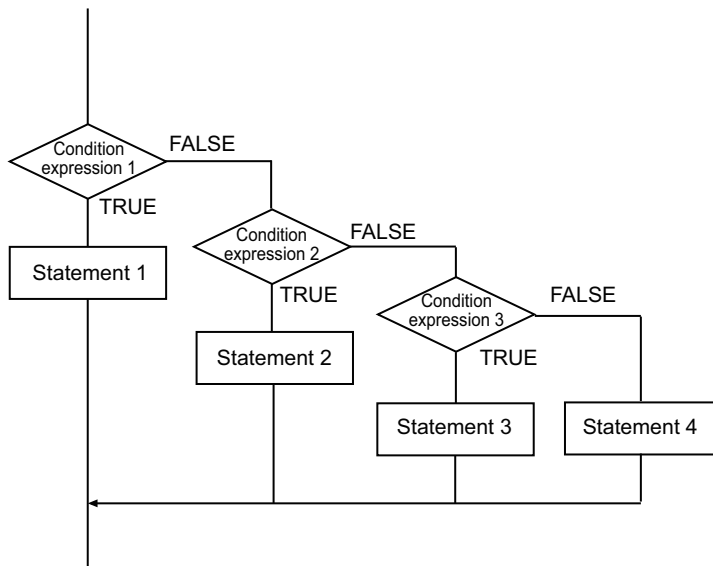 Condition
expression 1
FALSE
TRUE
Statement 1
Condition
expression 2
FALSE
TRUE
Statement 2
Condition
expression 3
FALSE
TRUE
Statement 3
Statement 4